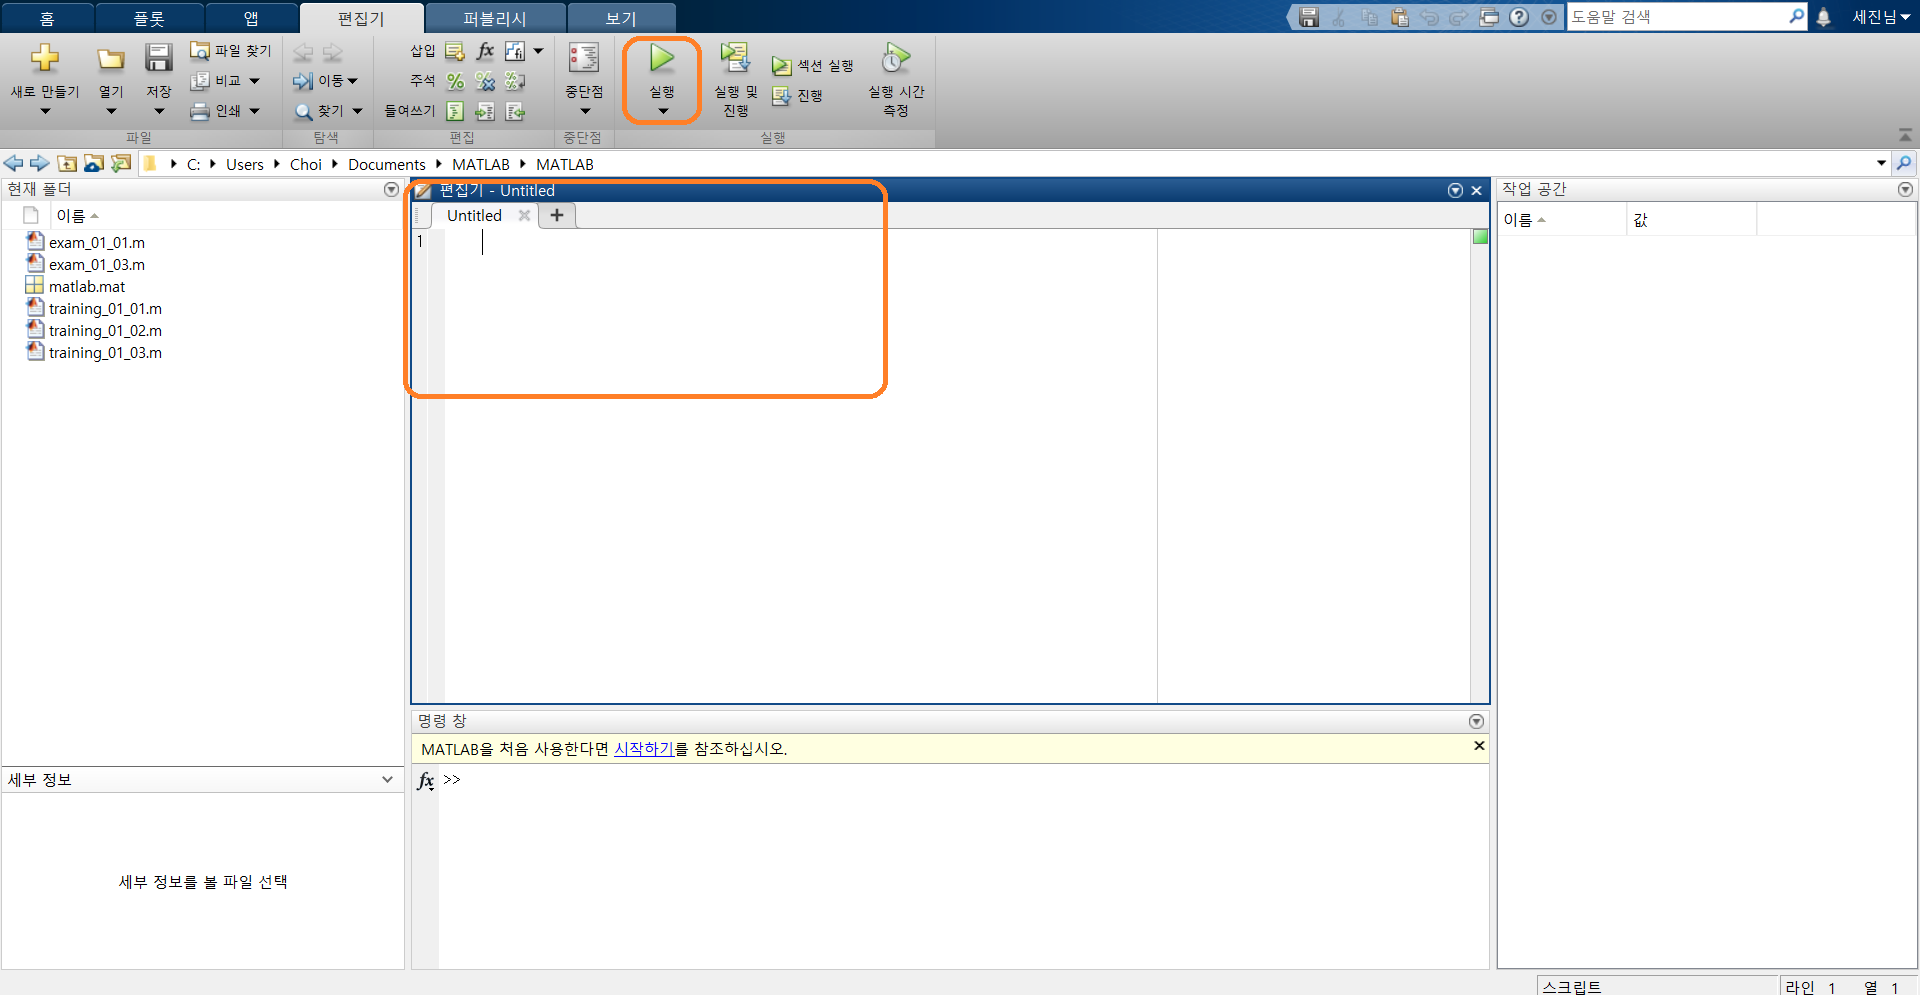 홈 플롯 앱 편집기 퍼블리시 보기 도움말 검색 세진님
새로 만들기 열기 저장 파일 찾기 비교 인쇄
이동 찾기
삽입 fx fi
주석 % % %
들여쓰기
중단점
실행
실행 및 진행
섹션 실행
진행
실행 시간 측정
파일 탐색 편집 중단점 실행
C: Users Choi Documents MATLAB MATLAB
현재 폴더
이름
exam_01_01.m
exam_01_03.m
matlab.mat
training_01_01.m
training_01_02.m
training_01_03.m
세부 정보
세부 정보를 볼 파일 선택
편집기 - Untitled
Untitled
1
명령 창
MATLAB을 처음 사용한다면 시작하기를 참조하십시오.
fx >>
작업 공간
이름 값
스크립트 라인 1 열 1